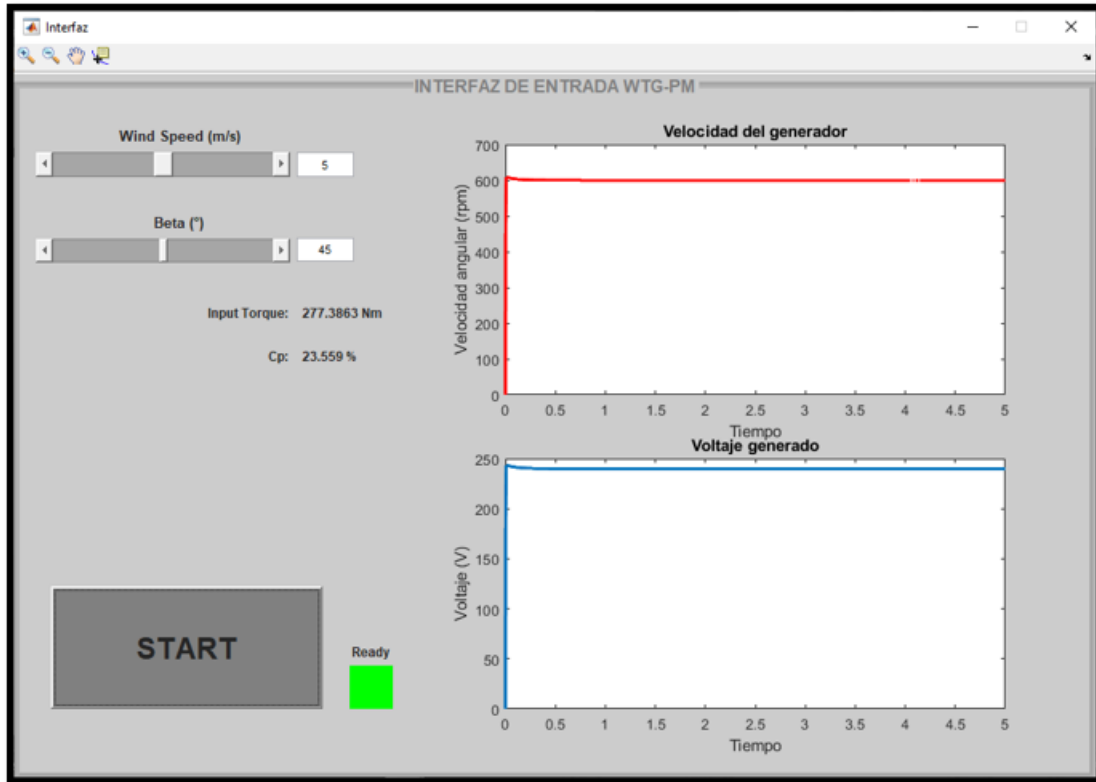 Interfaz
INTERFAZ DE ENTRADA WTG-PM
Wind Speed (m/s)
5
Beta (º)
45
Input Torque: 277.3863 Nm
Cp: 23.559 %
START
Ready
Velocidad del generador
Velocidad angular (rpm)
700
600
500
400
300
200
100
0
0 0.5 1 1.5 2 2.5 3 3.5 4 4.5 5
Tiempo
Voltaje generado
Voltaje (V)
250
200
150
100
50
0
0 0.5 1 1.5 2 2.5 3 3.5 4 4.5 5
Tiempo